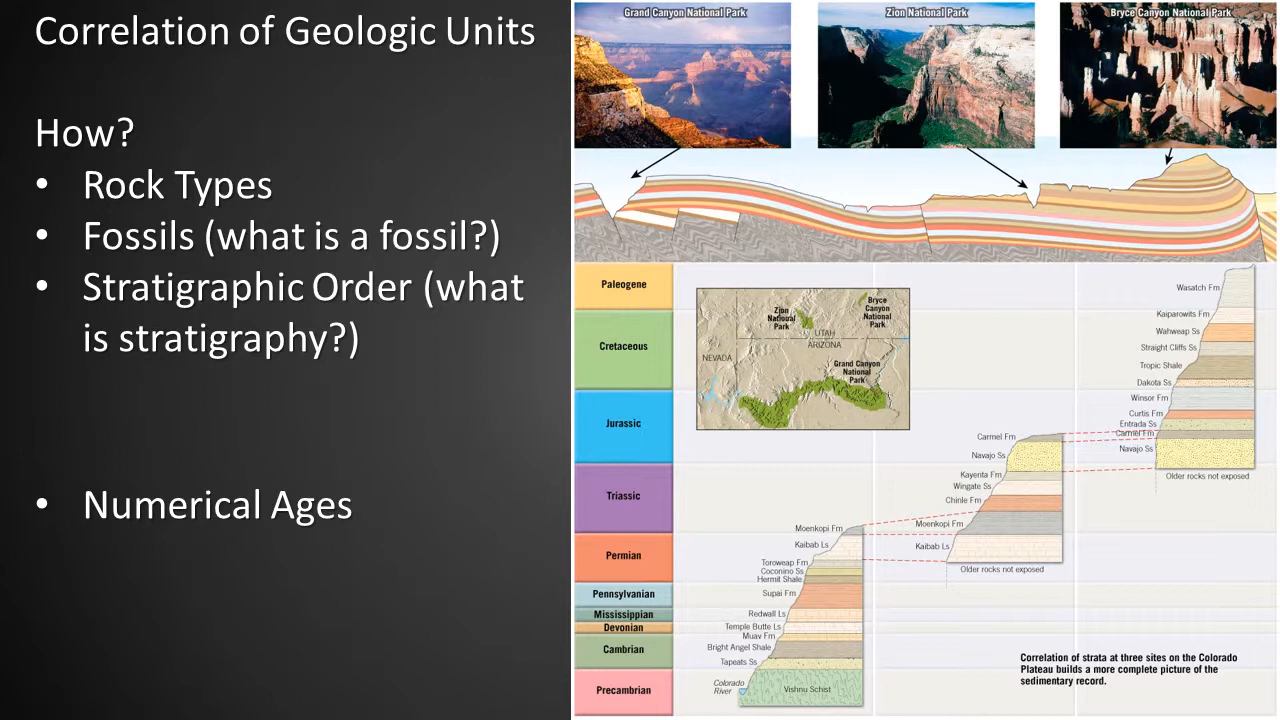 Correlation of Geologic Units
How?
• Rock Types
• Fossils (what is a fossil?)
• Stratigraphic Order (what
is stratigraphy?)
• Numerical Ages
Grand Canyon National Park
Zion National Park
Bryce Canyon National Park
Paleogene
Cretaceous
Jurassic
Triassic
Permian
Pennsylvanian
Mississippian
Devonian
Cambrian
Precambrian
Zion
National
Park
Bryce
Canyon
National
Park
UTAH
ARIZONA
NEVADA
Grand Canyon
National
Park
Moenkopi Fm
Kaibab Ls
Toroweap Fm
Coconino Ss
Hermit Shale
Supai Fm
Redwall Ls
Temple Butte Ls
Muav Fm
Bright Angel Shale
Tapeats Ss
Colorado
River
Vishnu Schist
Carmel Fm
Navajo Ss
Kayenta Fm
Wingate Ss
Chinle Fm
Moenkopi Fm
Kaibab Ls
Older rocks not exposed
Wasatch Fm
Kaiparowits Fm
Wahweap Ss
Straight Cliffs Ss
Tropic Shale
Dakota Ss
Winsor Fm
Curtis Fm
Entrada Ss
Carmel Fm
Navajo Ss
Older rocks not exposed
Correlation of strata at three sites on the Colorado
Plateau builds a more complete picture of the
sedimentary record.